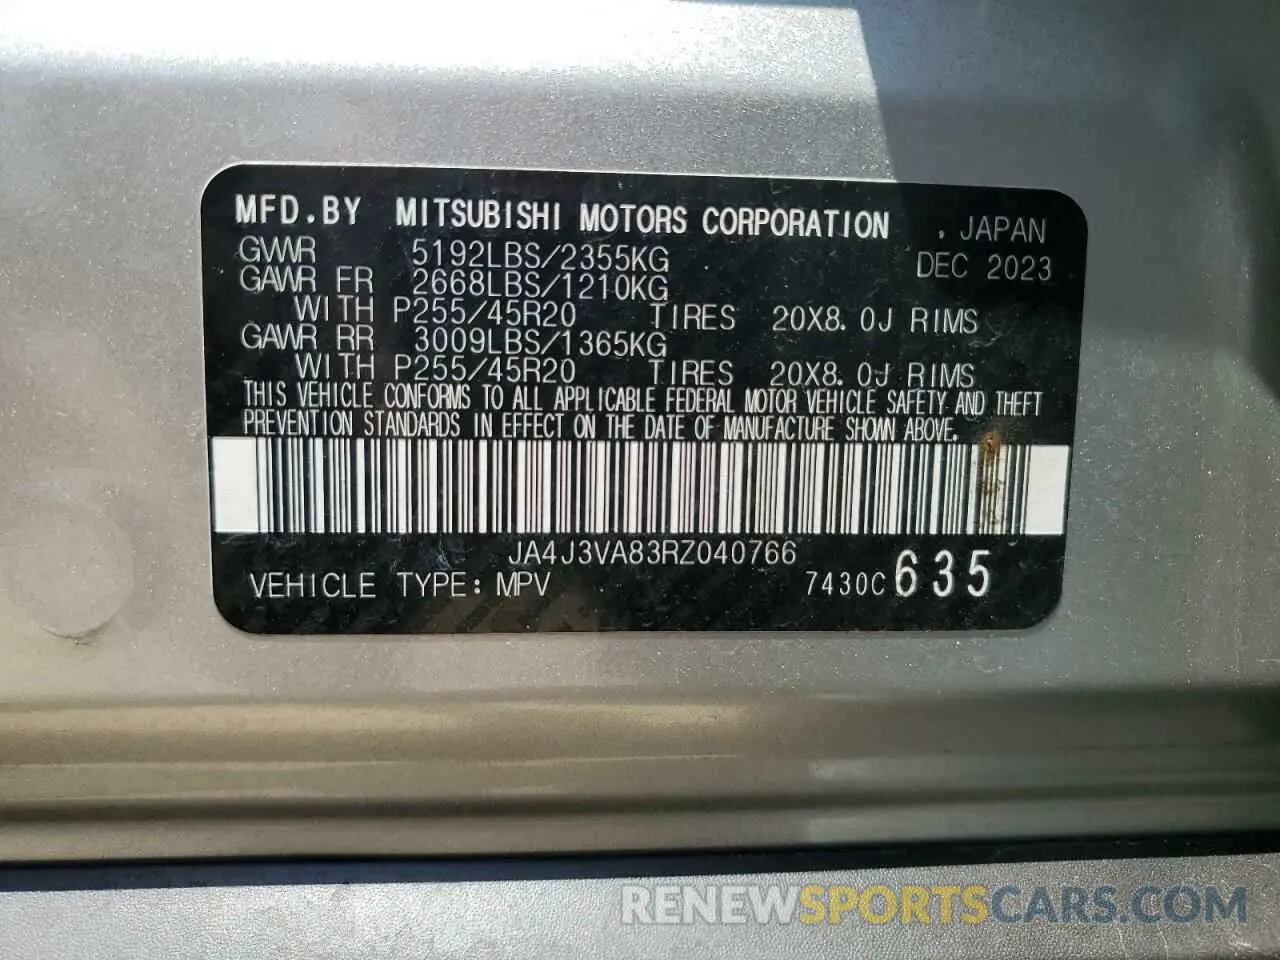 MFD.BY MITSUBISHI MOTORS CORPORATION . JAPAN
GVWR 5192LBS/2355KG DEC 2023
GAWR FR 2668LBS/1210KG
WITH P255/45R20 TIRES 20X8.0J RIMS
GAWR RR 3009LBS/1365KG
WITH P255/45R20 TIRES 20X8.0J RIMS
THIS VEHICLE CONFORMS TO ALL APPLICABLE FEDERAL MOTOR VEHICLE SAFETY AND THEFT
PREVENTION STANDARDS IN EFFECT ON THE DATE OF MANUFACTURE SHOWN ABOVE.
JA4J3VA83RZ040766
VEHICLE TYPE: MPV 7430C 635
RENEWSPORTSCARS.COM